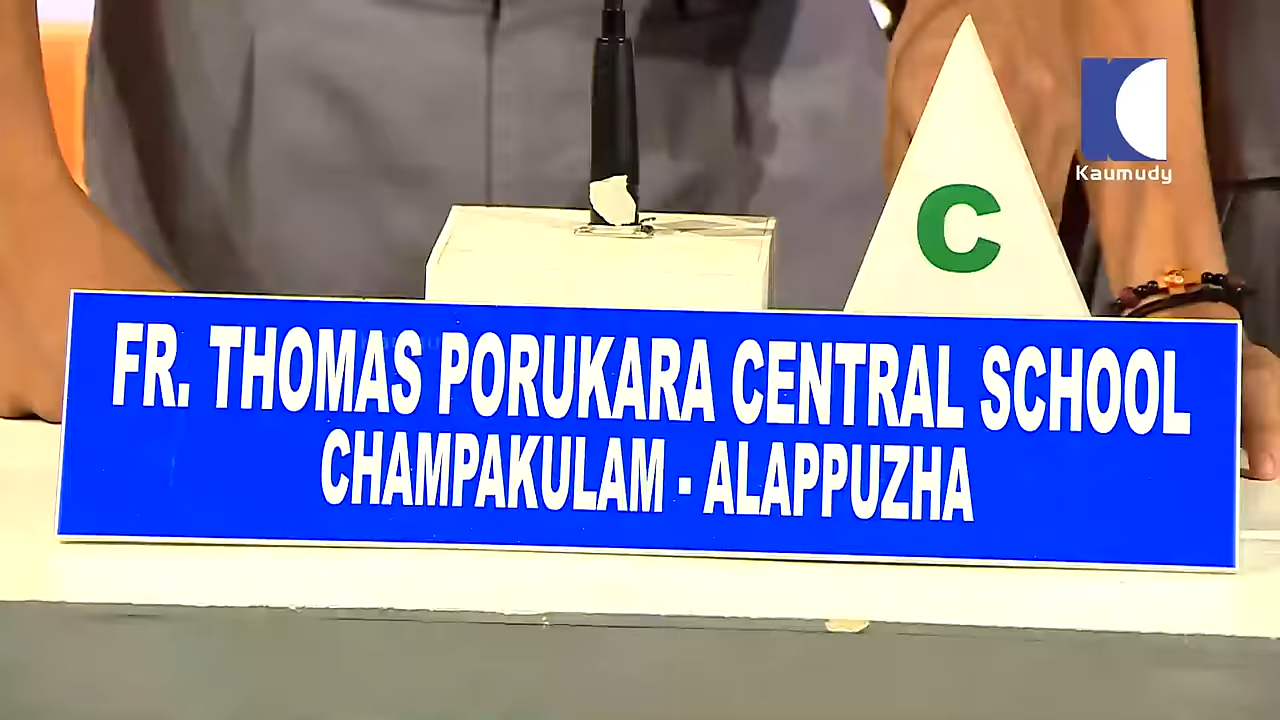 C
Kaumudy
FR. THOMAS PORUKARA CENTRAL SCHOOL
CHAMPAKULAM - ALAPPUZHA